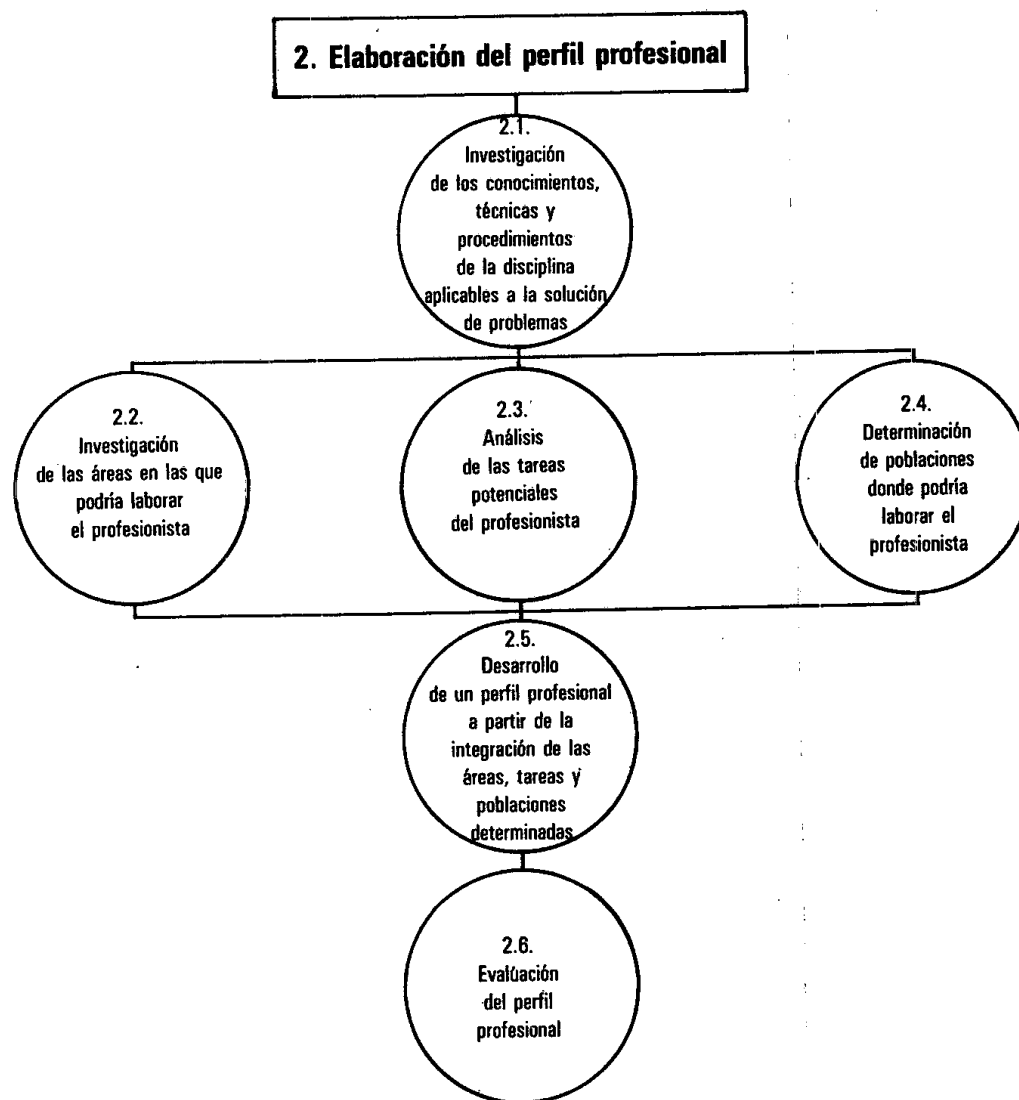 2. Elaboración del perfil profesional
2.1.
Investigación
de los conocimientos,
técnicas y
procedimientos
de la disciplina
aplicables a la solución
de problemas
2.2.
Investigación
de las áreas en las que
podría laborar
el profesionista
2.3.
Análisis
de las tareas
potenciales
del profesionista
2.4.
Determinación
de poblaciones
donde podría
laborar el
profesionista
2.5.
Desarrollo
de un perfil profesional
a partir de la
integración de las
áreas, tareas y
poblaciones
determinadas
2.6.
Evaluación
del perfil
profesional